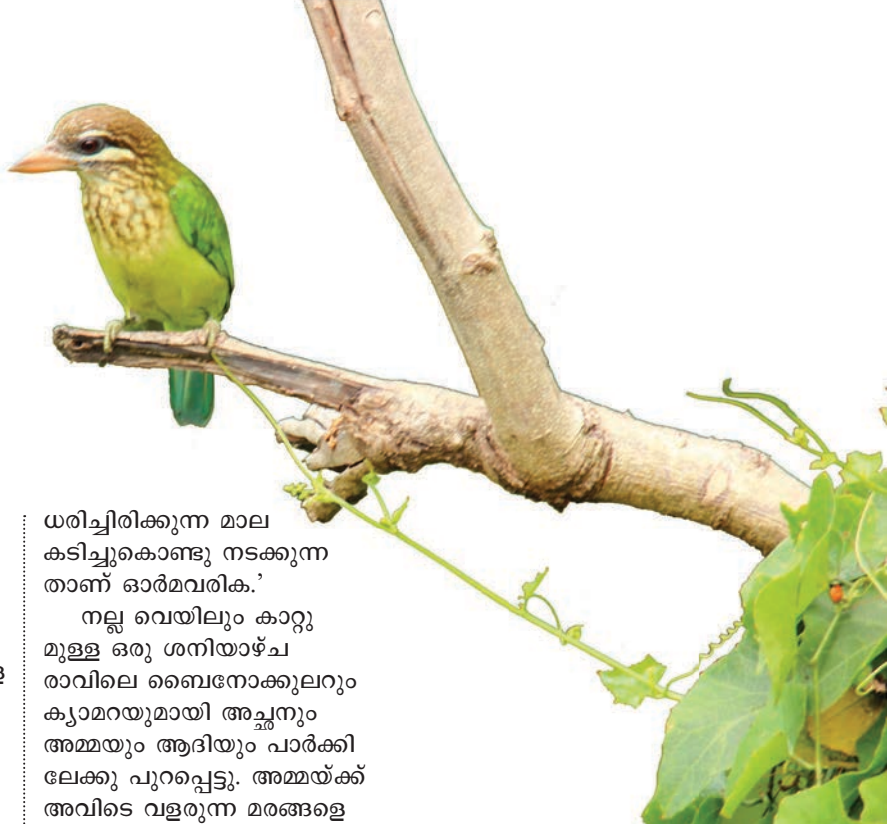 ധരിച്ചിരിക്കുന്ന മാല
കടിച്ചുകൊണ്ടു നടക്കുന്ന
താണ് ഓർമവരിക.’
നല്ല വെയിലും കാറ്റു
മുള്ള ഒരു ശനിയാഴ്ച
രാവിലെ ബൈനോക്കുലറും
ക്യാമറയുമായി അച്ഛനും
അമ്മയും ആദിയും പാർക്കി
ലേക്കു പുറപ്പെട്ടു. അമ്മയ്ക്ക്
അവിടെ വളരുന്ന മരങ്ങളെ